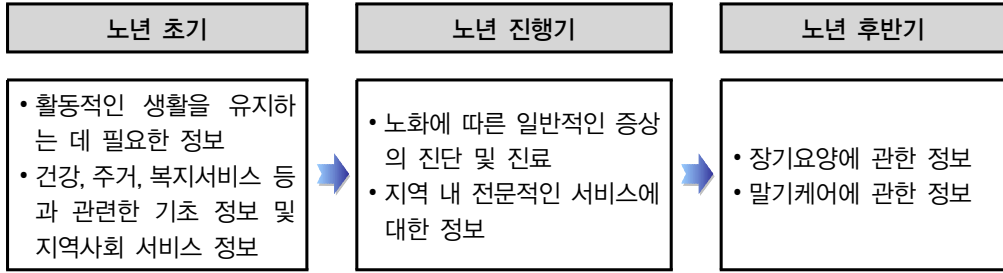 노년 초기
노년 진행기
노년 후반기
• 활동적인 생활을 유지하
는 데 필요한 정보
• 건강, 주거, 복지서비스 등
과 관련한 기초 정보 및
지역사회 서비스 정보
• 노화에 따른 일반적인 증상
의 진단 및 진료
• 지역 내 전문적인 서비스에
대한 정보
• 장기요양에 관한 정보
• 말기케어에 관한 정보